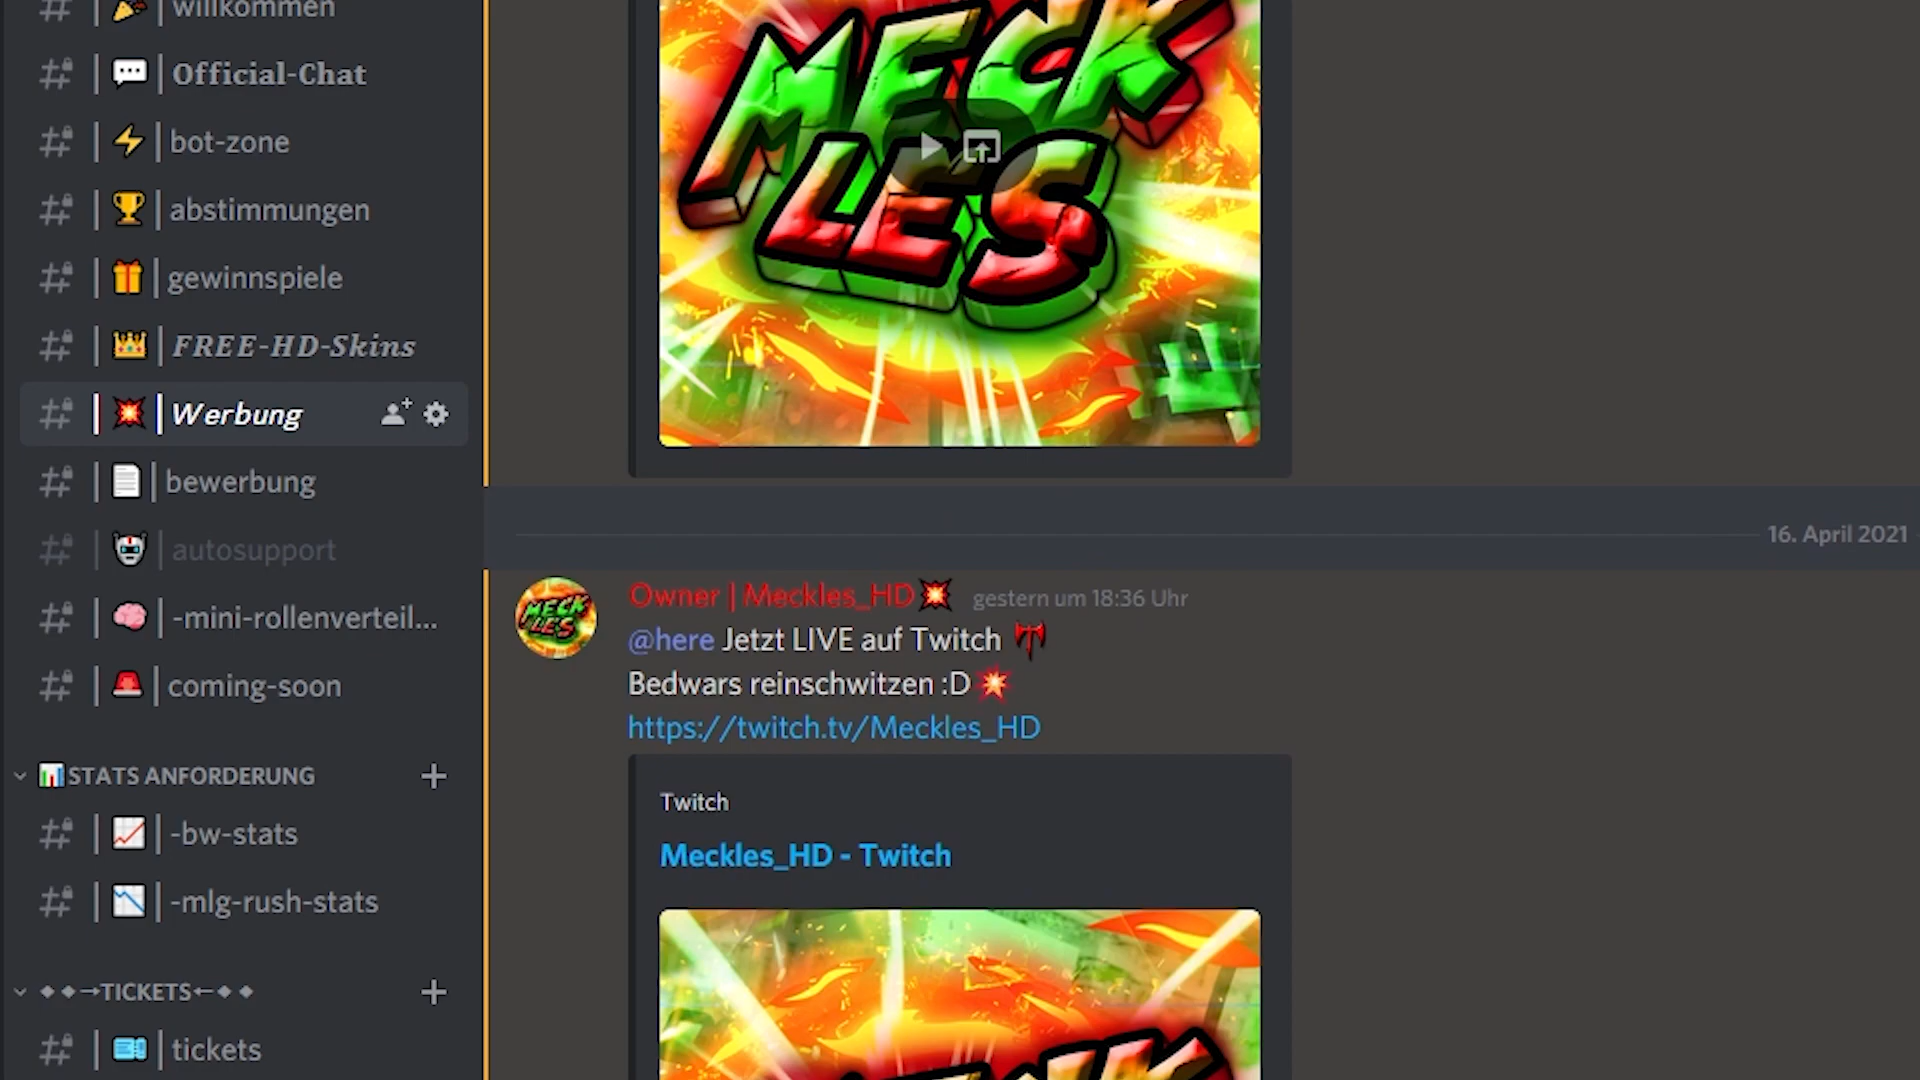 willkommen
Official-Chat
bot-zone
abstimmungen
gewinnspiele
FREE-HD-Skins
Werbung
bewerbung
autosupport
-mini-rollenverteil...
coming-soon
STATS ANFORDERUNG
-bw-stats
-mlg-rush-stats
→TICKETS←
tickets
MECK
LES
16. April 2021
MECK
LES
Owner | Meckles_HD gestern um 18:36 Uhr
@here Jetzt LIVE auf Twitch
Bedwars reinschwitzen :D
https://twitch.tv/Meckles_HD
Twitch
Meckles_HD - Twitch